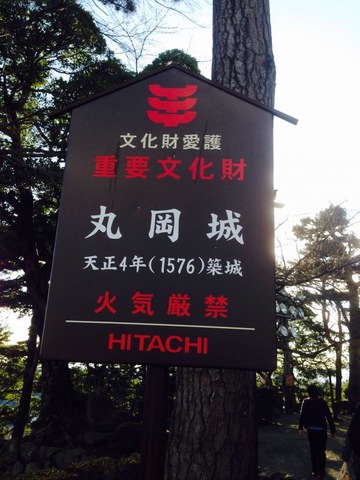 文化財愛護
重要文化財
丸岡城
天正4年(1576)築城
火気厳禁
HITACHI